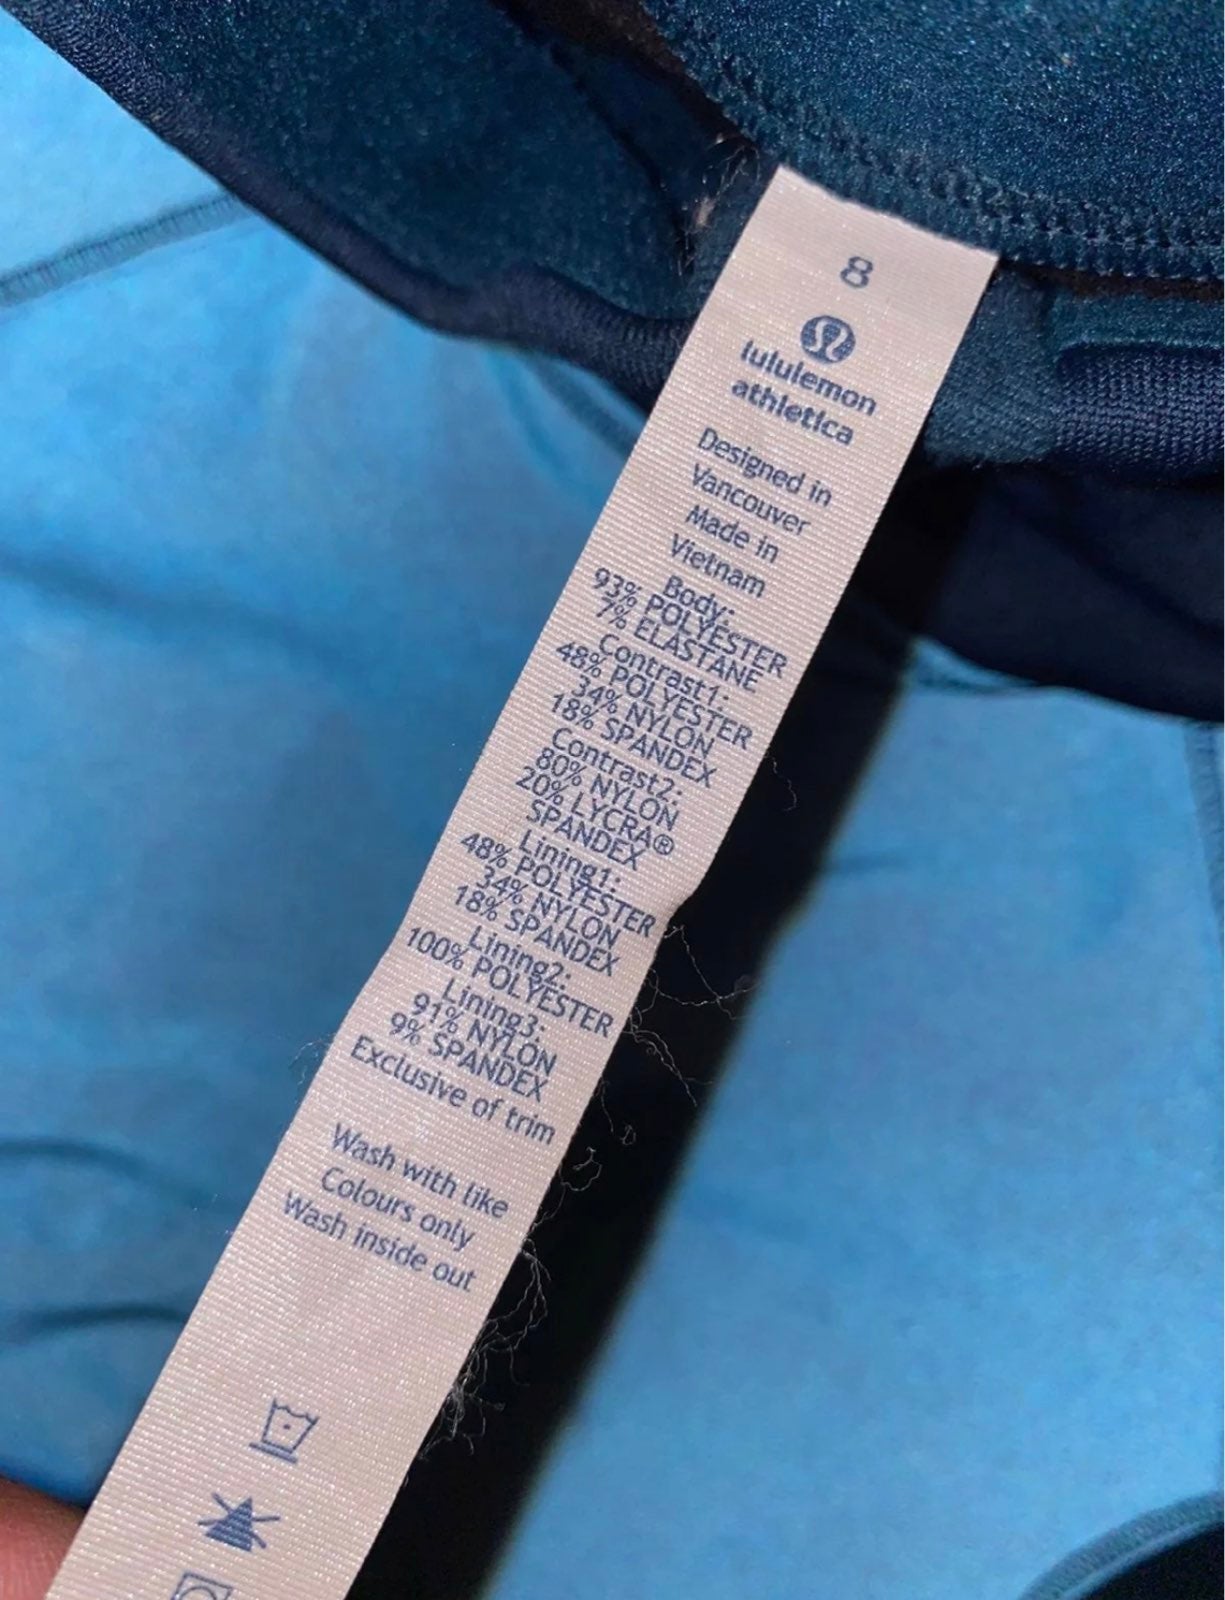 8
lululemon
athletica
Designed in
Vancouver
Made in
Vietnam
Body:
93% POLYESTER
7% ELASTANE
Contrast1:
48% POLYESTER
34% NYLON
18% SPANDEX
Contrast2:
80% NYLON
20% LYCRA®
SPANDEX
Lining1:
48% POLYESTER
34% NYLON
18% SPANDEX
Lining2:
100% POLYESTER
Lining3:
91% NYLON
9% SPANDEX
Exclusive of trim
Wash with like
Colours only
Wash inside out